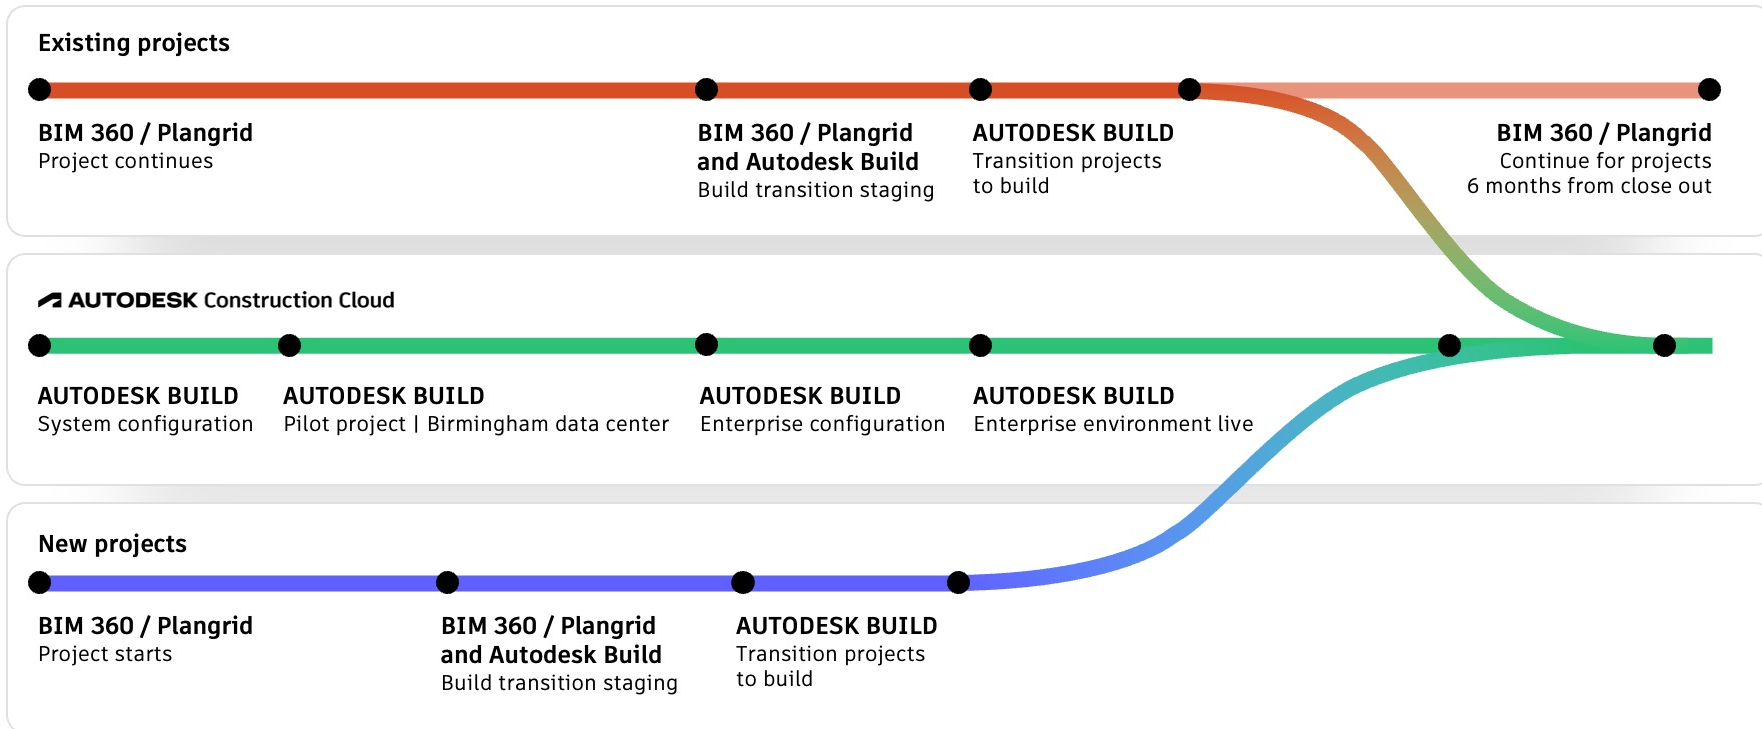 Existing projects
BIM 360 / Plangrid
Project continues
BIM 360 / Plangrid
and Autodesk Build
Build transition staging
AUTODESK BUILD
Transition projects
to build
BIM 360 / Plangrid
Continue for projects
6 months from close out
AUTODESK Construction Cloud
AUTODESK BUILD
System configuration
AUTODESK BUILD
Pilot project | Birmingham data center
AUTODESK BUILD
Enterprise configuration
AUTODESK BUILD
Enterprise environment live
New projects
BIM 360 / Plangrid
Project starts
BIM 360 / Plangrid
and Autodesk Build
Build transition staging
AUTODESK BUILD
Transition projects
to build